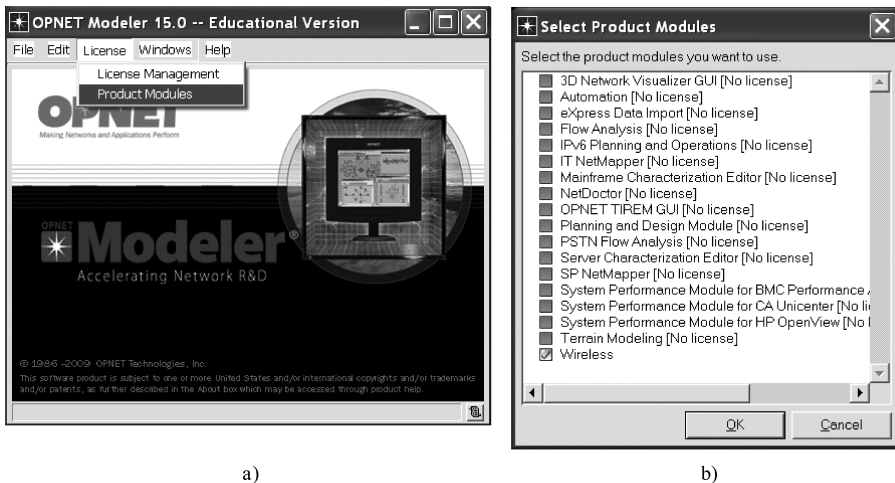 OPNET Modeler 15.0 -- Educational Version
File Edit License Windows Help
License Management
Product Modules
OPNET
Making Networks and Applications Perform
OPNET
OPNET
Modeler®
Accelerating Network R&D
© 1986-2009 OPNET Technologies, Inc.
This software product is subject to one or more United States and/or international copyrights and/or trademarks
and/or patents, as further described in the About box which may be accessed through product help.
a)
Select Product Modules
Select the product modules you want to use.
3D Network Visualizer GUI [No license]
Automation [No license]
eXpress Data Import [No license]
Flow Analysis [No license]
IPv6 Planning and Operations [No license]
IT NetMapper [No license]
Mainframe Characterization Editor [No license]
NetDoctor [No license]
OPNET TIREM GUI [No license]
Planning and Design Module [No license]
PSTN Flow Analysis [No license]
Server Characterization Editor [No license]
SP NetMapper [No license]
System Performance Module for BMC Performance
System Performance Module for CA Unicenter [No li
System Performance Module for HP OpenView [No l
Terrain Modeling [No license]
Wireless
OK
Cancel
b)